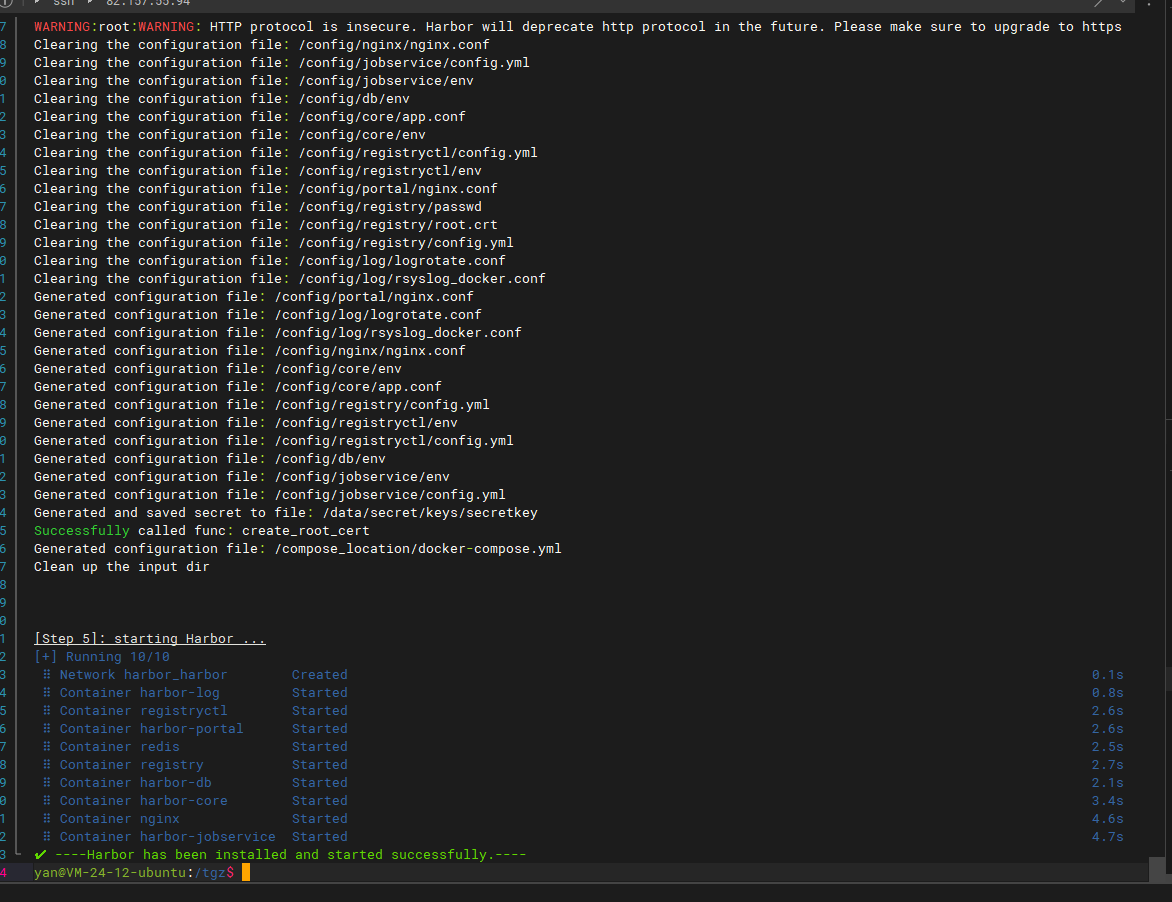 ssh 82.157.55.94
7 WARNING:root:WARNING: HTTP protocol is insecure. Harbor will deprecate http protocol in the future. Please make sure to upgrade to https
8 Clearing the configuration file: /config/nginx/nginx.conf
9 Clearing the configuration file: /config/jobservice/config.yml
0 Clearing the configuration file: /config/jobservice/env
1 Clearing the configuration file: /config/db/env
2 Clearing the configuration file: /config/core/app.conf
3 Clearing the configuration file: /config/core/env
4 Clearing the configuration file: /config/registryctl/config.yml
5 Clearing the configuration file: /config/registryctl/env
6 Clearing the configuration file: /config/portal/nginx.conf
7 Clearing the configuration file: /config/registry/passwd
8 Clearing the configuration file: /config/registry/root.crt
9 Clearing the configuration file: /config/registry/config.yml
0 Clearing the configuration file: /config/log/logrotate.conf
1 Clearing the configuration file: /config/log/rsyslog_docker.conf
2 Generated configuration file: /config/portal/nginx.conf
3 Generated configuration file: /config/log/logrotate.conf
4 Generated configuration file: /config/log/rsyslog_docker.conf
5 Generated configuration file: /config/nginx/nginx.conf
6 Generated configuration file: /config/core/env
7 Generated configuration file: /config/core/app.conf
8 Generated configuration file: /config/registry/config.yml
9 Generated configuration file: /config/registryctl/env
0 Generated configuration file: /config/registryctl/config.yml
1 Generated configuration file: /config/db/env
2 Generated configuration file: /config/jobservice/env
3 Generated configuration file: /config/jobservice/config.yml
4 Generated and saved secret to file: /data/secret/keys/secretkey
5 Successfully called func: create_root_cert
6 Generated configuration file: /compose_location/docker-compose.yml
7 Clean up the input dir
8
9
0
1 [Step 5]: starting Harbor ...
2 [+] Running 10/10
3 ⠿ Network harbor_harbor Created 0.1s
4 ⠿ Container harbor-log Started 0.8s
5 ⠿ Container registryctl Started 2.6s
6 ⠿ Container harbor-portal Started 2.6s
7 ⠿ Container redis Started 2.5s
8 ⠿ Container registry Started 2.7s
9 ⠿ Container harbor-db Started 2.1s
0 ⠿ Container harbor-core Started 3.4s
1 ⠿ Container nginx Started 4.6s
2 ⠿ Container harbor-jobservice Started 4.7s
3 ✔ ----Harbor has been installed and started successfully.----
4 yan@VM-24-12-ubuntu:/tgz$